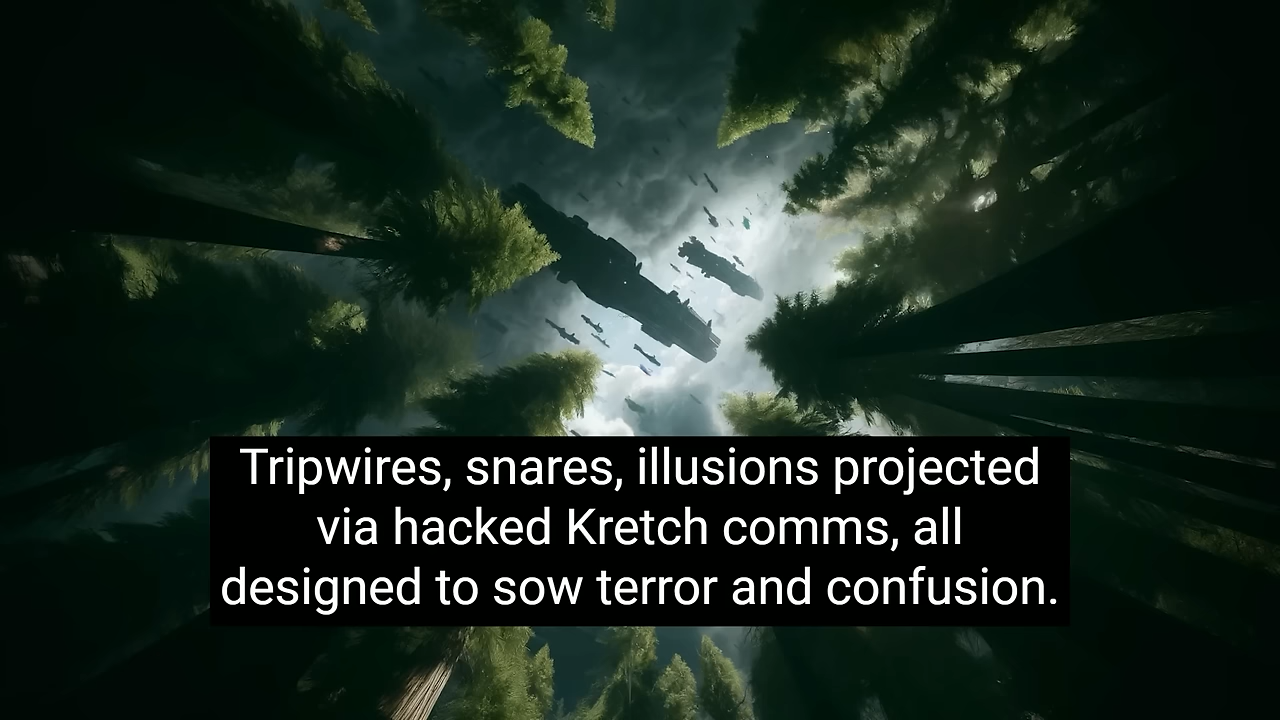 Tripwires, snares, illusions projected
via hacked Kretch comms, all
designed to sow terror and confusion.